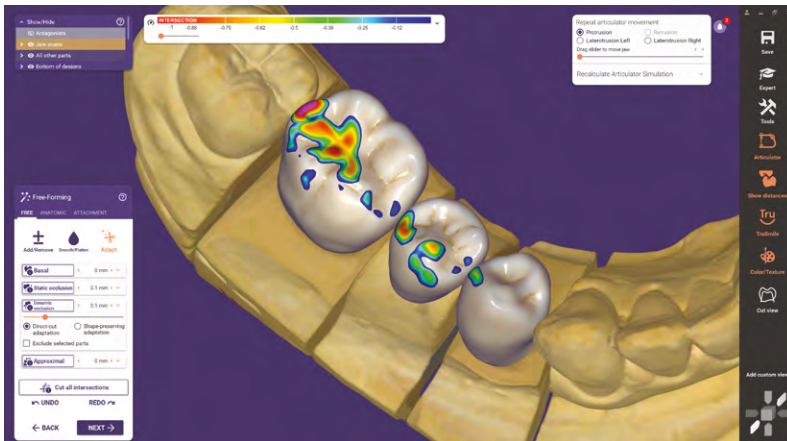 Show/Hide
Antagonists
Jaw scans
All other parts
Bottom of designs
INTERSECTION
-1 -0.88 -0.75 -0.62 -0.5 -0.38 -0.25 -0.12
Repeat articulator movement
Protrusion Retrusion
Laterotrusion Left Laterotrusion Right
Drag slider to move jaw
Recalculate Articulator Simulation
2
Save
Expert
Tools
Articulator
Show distances
Tru
TruSmile
Color/Texture
Cut view
Add custom view
Free-Forming
FREE ANATOMIC ATTACHMENT
Add/Remove Smooth/Flatten Adapt
Basal 0 mm
Static occlusion 0.1 mm
Dynamic occlusion 0.1 mm
Direct-cut adaptation Shape-preserving adaptation
Exclude selected parts
Approximal 0 mm
Cut all intersections
UNDO REDO
BACK NEXT